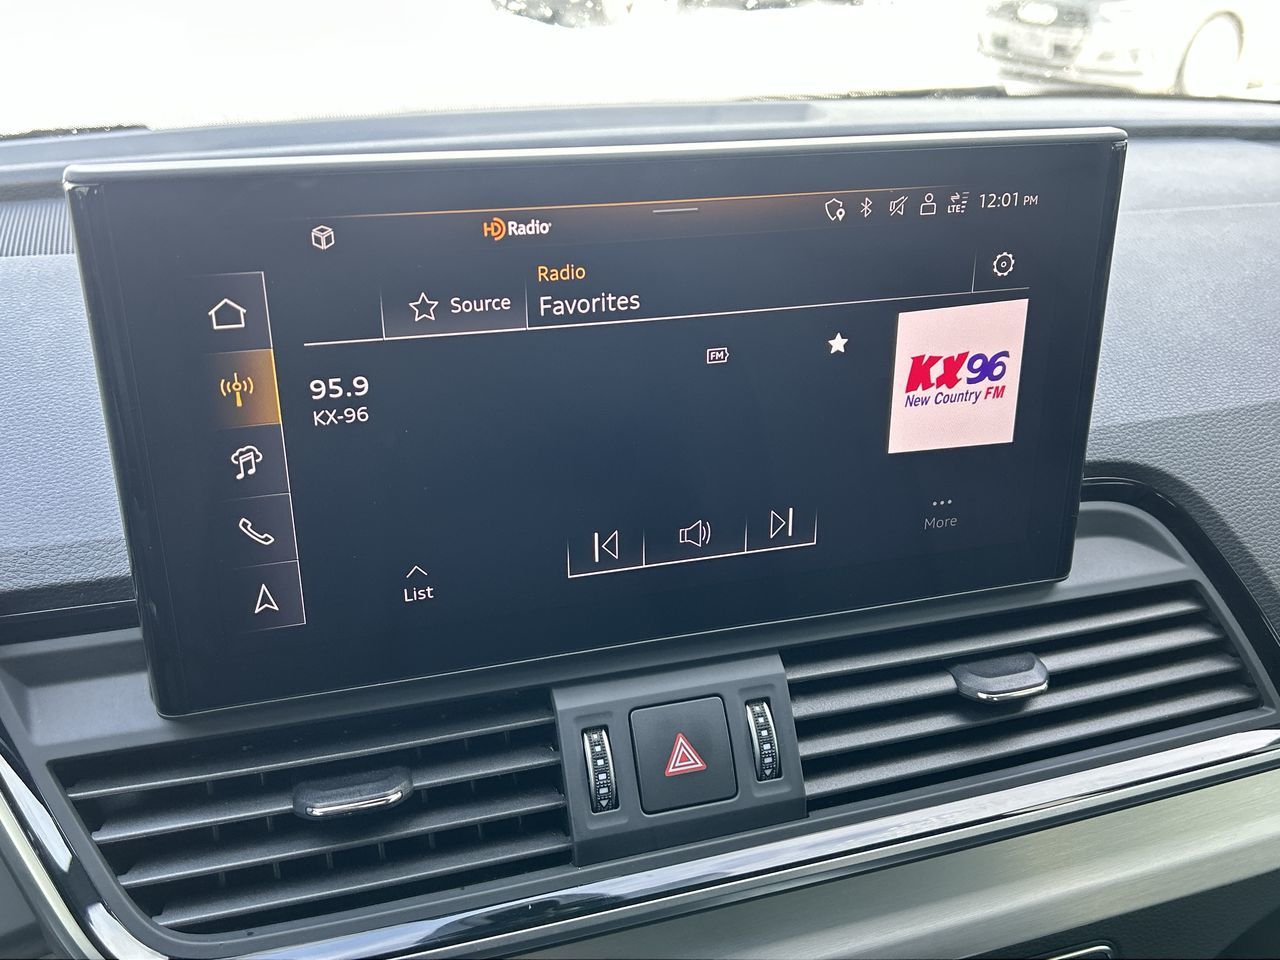 HD Radio
LTE
12:01 PM
Radio
Source
Favorites
FM
95.9
KX-96
KX96
New Country FM
More
List